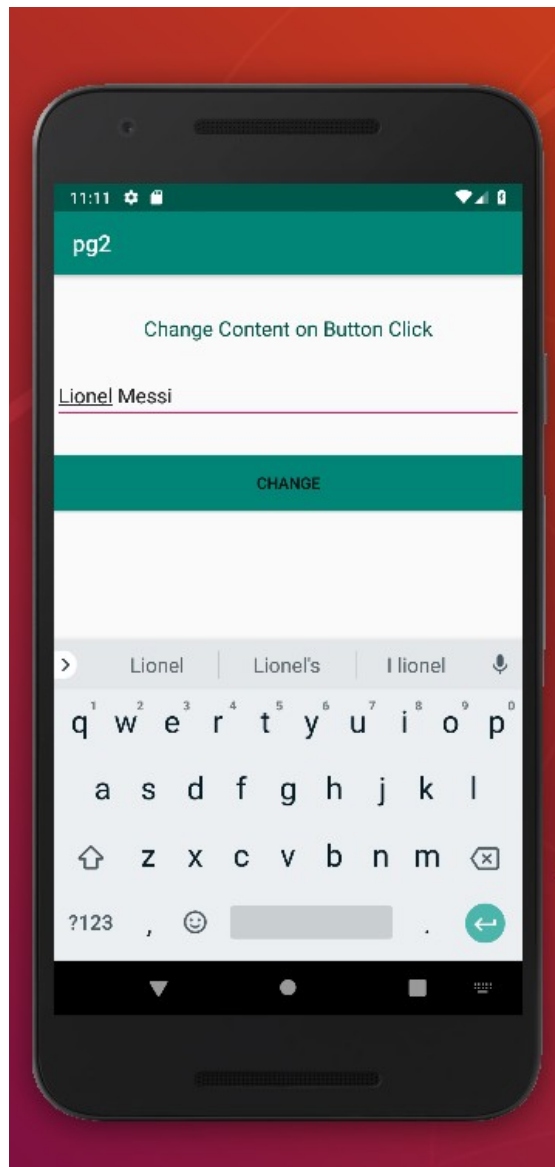 11:11
pg2
Change Content on Button Click
Lionel Messi
CHANGE
Lionel Lionel's I lionel
1 2 3 4 5 6 7 8 9 0
q w e r t y u i o p
a s d f g h j k l
z x c v b n m
?123 , .